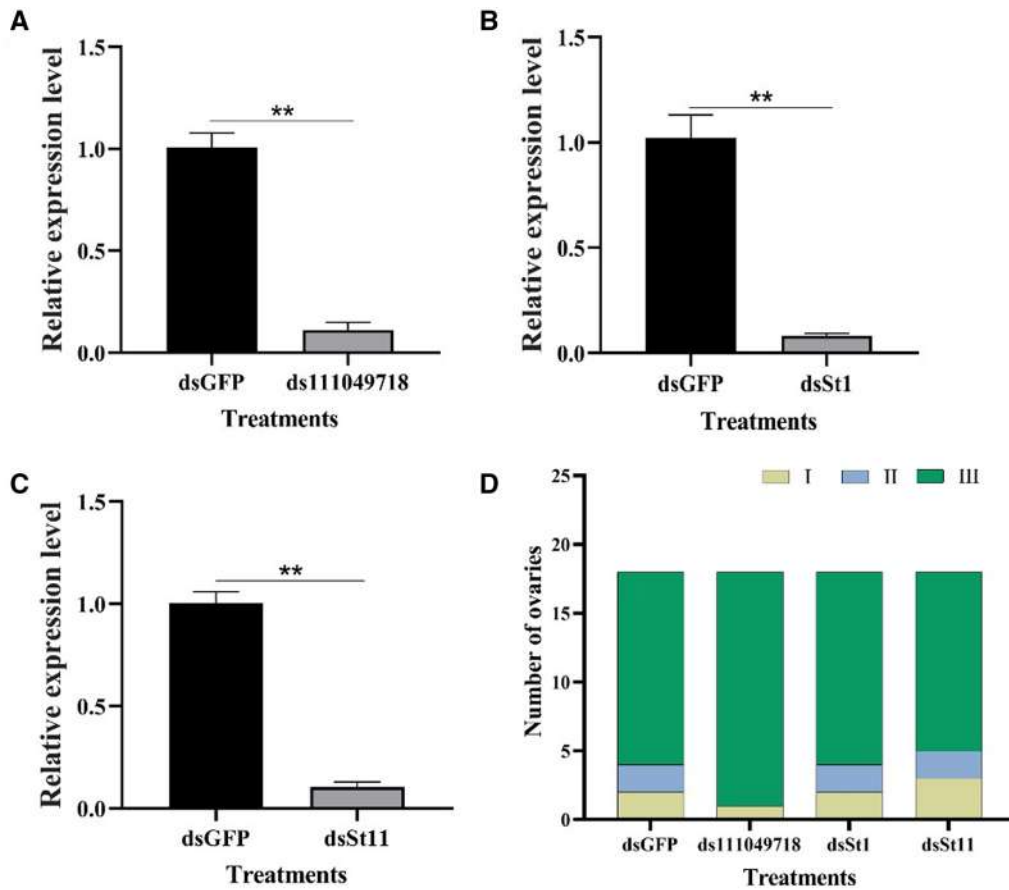 A
Relative expression level
1.5
1.0
0.5
0.0
**
dsGFP ds111049718
Treatments
B
Relative expression level
1.5
1.0
0.5
0.0
**
dsGFP dsSt1
Treatments
C
Relative expression level
1.5
1.0
0.5
0.0
**
dsGFP dsSt11
Treatments
D
I II III
Number of ovaries
25
20
15
10
5
0
dsGFP ds111049718 dsSt1 dsSt11
Treatments